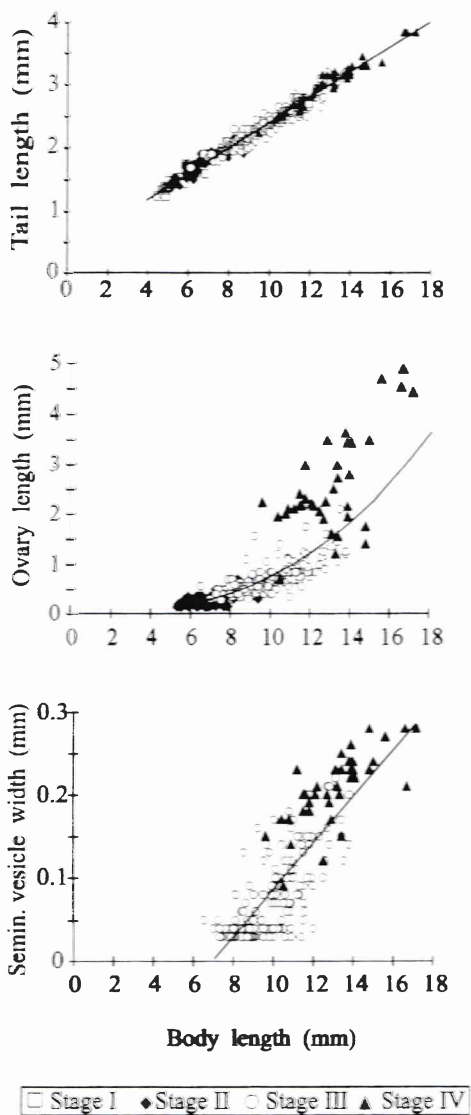 Tail length (mm)
4
3
2
1
0
0 2 4 6 8 10 12 14 16 18
Ovary length (mm)
5
4
3
2
1
0
0 2 4 6 8 10 12 14 16 18
Semin. vesicle width (mm)
0.3
0.2
0.1
0
0 2 4 6 8 10 12 14 16 18
Body length (mm)
Stage I Stage II Stage III Stage IV